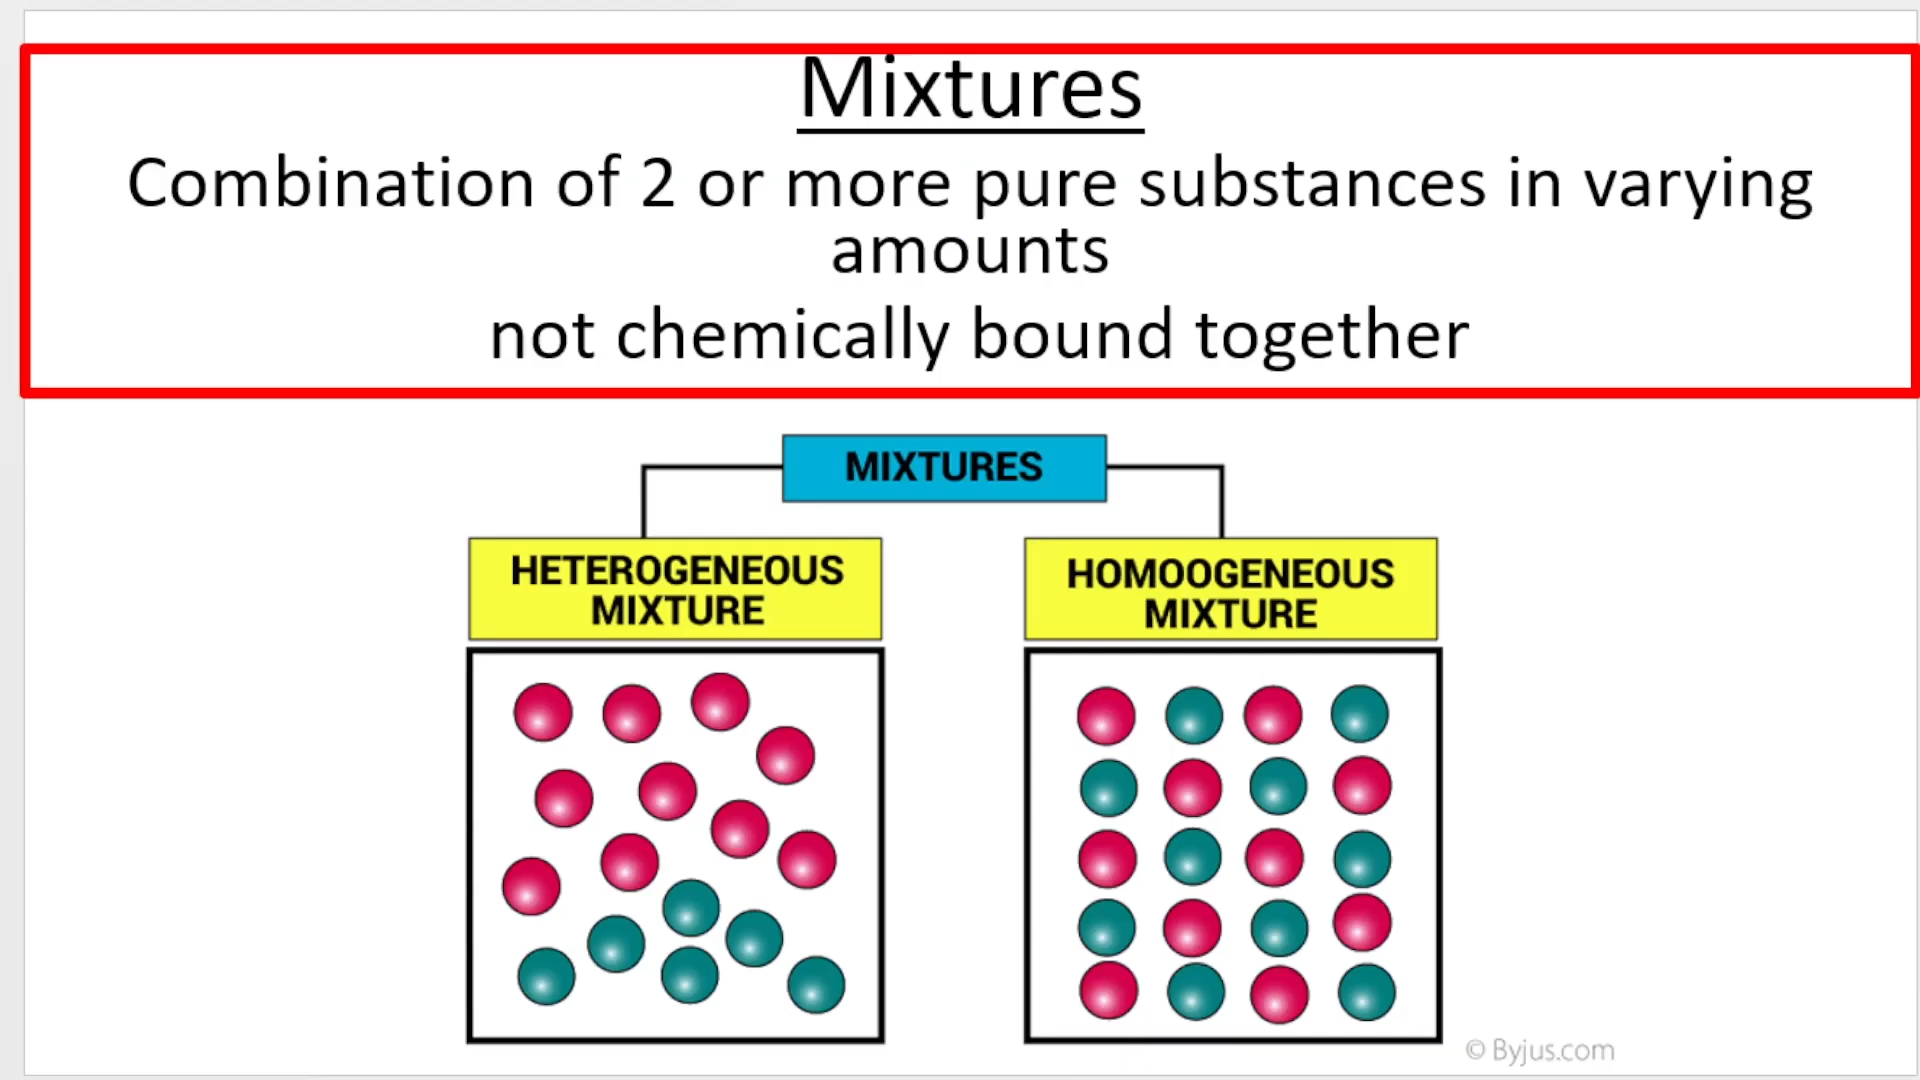 Mixtures
Combination of 2 or more pure substances in varying
amounts
not chemically bound together
MIXTURES
HETEROGENEOUS
MIXTURE
HOMOOGENEOUS
MIXTURE
© Byjus.com